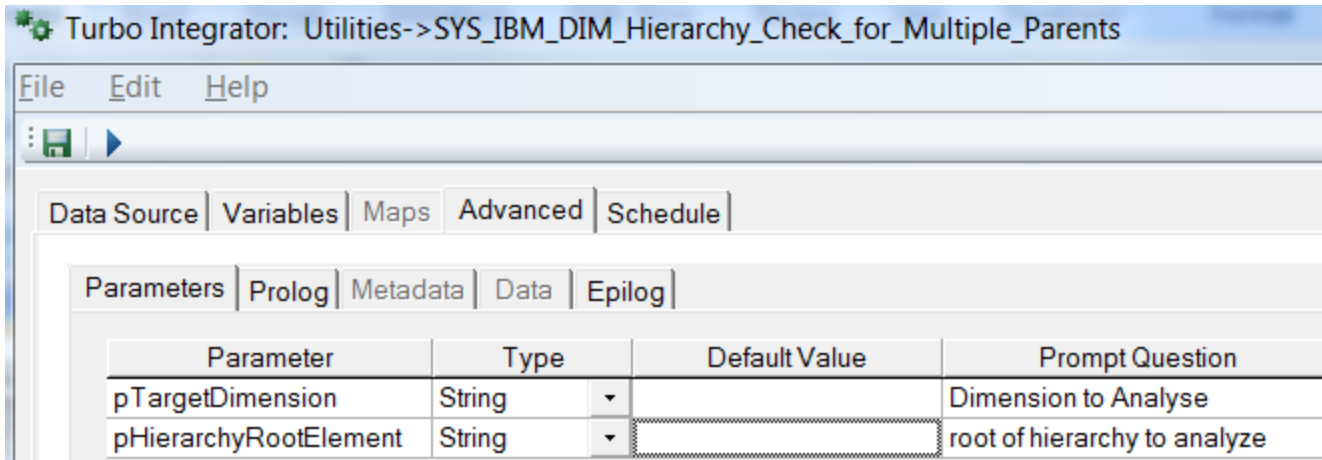 Turbo Integrator: Utilities->SYS_IBM_DIM_Hierarchy_Check_for_Multiple_Parents
File Edit Help
Data Source Variables Maps Advanced Schedule
Parameters Prolog Metadata Data Epilog
Parameter Type Default Value Prompt Question
pTargetDimension String Dimension to Analyse
pHierarchyRootElement String root of hierarchy to analyze